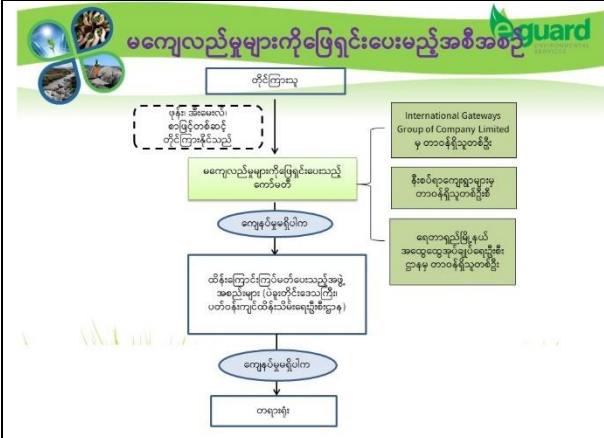 eguard
ENVIRONMENTAL
SERVICES
မကျေလည်မှုများကိုဖြေရှင်းပေးမည့်အစီအစဉ်
တိုင်ကြားသူ
ဖုန်း၊ အီးမေးလ်၊
စာဖြင့်တစ်ဆင့်
တိုင်ကြားနိုင်သည်
မကျေလည်မှုများကိုဖြေရှင်းပေးသည့်
ကော်မတီ
International Gateways
Group of Company Limited
မှ တာဝန်ရှိသူတစ်ဦး
နီးစပ်ရာကျေးရွာများမှ
တာဝန်ရှိသူတစ်ဦးစီ
ရေတာရှည်မြို့နယ်
အထွေထွေအုပ်ချုပ်ရေးဦးစီး
ဌာနမှ တာဝန်ရှိသူတစ်ဦး
ကျေနပ်မှုမရှိပါက
ထိန်းကြောင်းကြပ်မတ်ပေးသည့်အဖွဲ့
အစည်းများ (ပဲခူးတိုင်းဒေသကြီး၊
ပတ်ဝန်းကျင်ထိန်းသိမ်းရေးဦးစီးဌာန)
ကျေနပ်မှုမရှိပါက
တရားရုံး